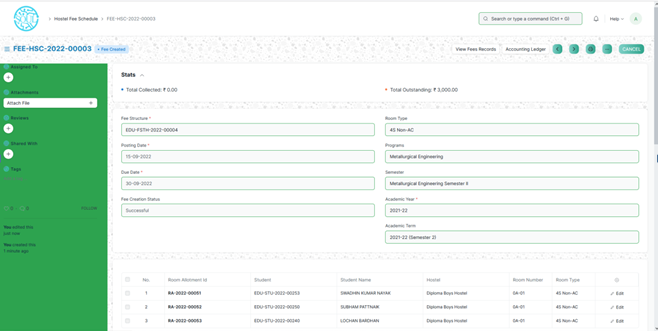 Hostel Fee Schedule > FEE-HSC-2022-00003
Search or type a command (Ctrl + G)
Help
A
FEE-HSC-2022-00003
Fee Created
View Fees Records
Accounting Ledger
CANCEL
Assigned To
Attachments
Attach File
Reviews
Shared With
Tags
FOLLOW
You edited this
just now
You created this
1 minute ago
Stats
Total Collected: ₹ 0.00
Total Outstanding: ₹ 3,000.00
Fee Structure *
EDU-FSTH-2022-00004
Posting Date *
15-09-2022
Due Date *
30-09-2022
Fee Creation Status
Successful
Room Type
4S Non-AC
Programs
Metallurgical Engineering
Semester
Metallurgical Engineering Semester II
Academic Year *
2021-22
Academic Term
2021-22 (Semester 2)
No. Room Allotment Id Student Student Name Hostel Room Number Room Type
1 RA-2022-00051 EDU-STU-2022-00253 SWADHIN KUMAR NAYAK Diploma Boys Hostel 04-01 4S Non-AC Edit
2 RA-2022-00052 EDU-STU-2022-00250 SUBHAM PATTNAIK Diploma Boys Hostel 04-01 4S Non-AC Edit
3 RA-2022-00053 EDU-STU-2022-00240 LOCHAN BARDHAN Diploma Boys Hostel 04-01 4S Non-AC Edit